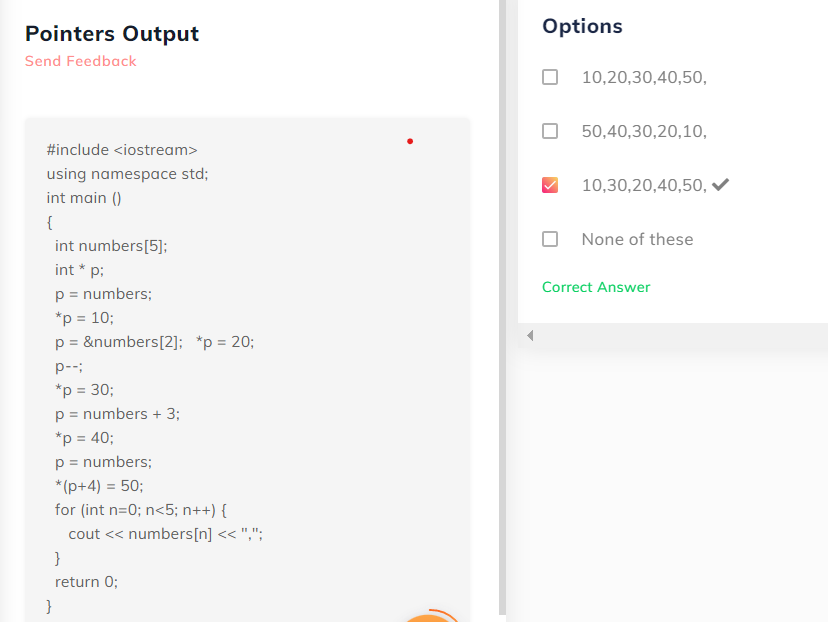 Pointers Output
Send Feedback
#include <iostream>
using namespace std;
int main ()
{
int numbers[5];
int * p;
p = numbers;
*p = 10;
p = &numbers[2]; *p = 20;
p--;
*p = 30;
p = numbers + 3;
*p = 40;
p = numbers;
*(p+4) = 50;
for (int n=0; n<5; n++) {
cout << numbers[n] << ",";
}
return 0;
}
Options
10,20,30,40,50,
50,40,30,20,10,
10,30,20,40,50,
None of these
Correct Answer